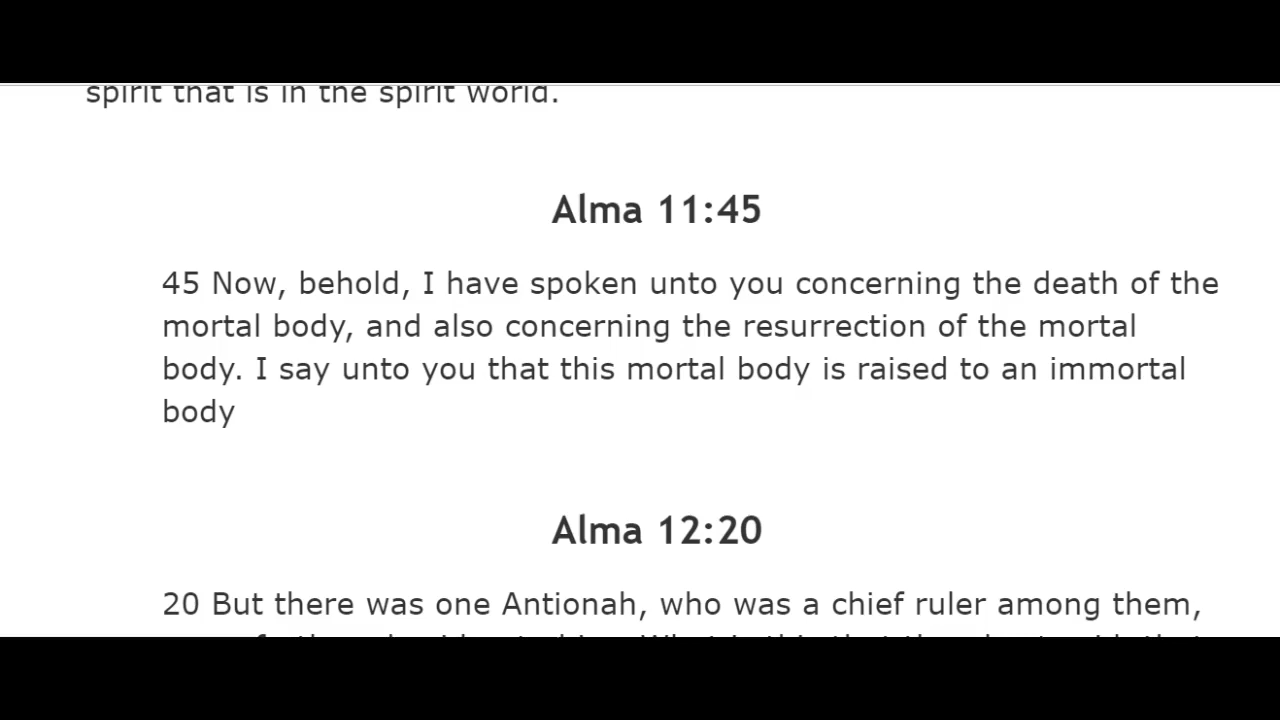 spirit that is in the spirit world.
Alma 11:45
45 Now, behold, I have spoken unto you concerning the death of the
mortal body, and also concerning the resurrection of the mortal
body. I say unto you that this mortal body is raised to an immortal
body
Alma 12:20
20 But there was one Antionah, who was a chief ruler among them,